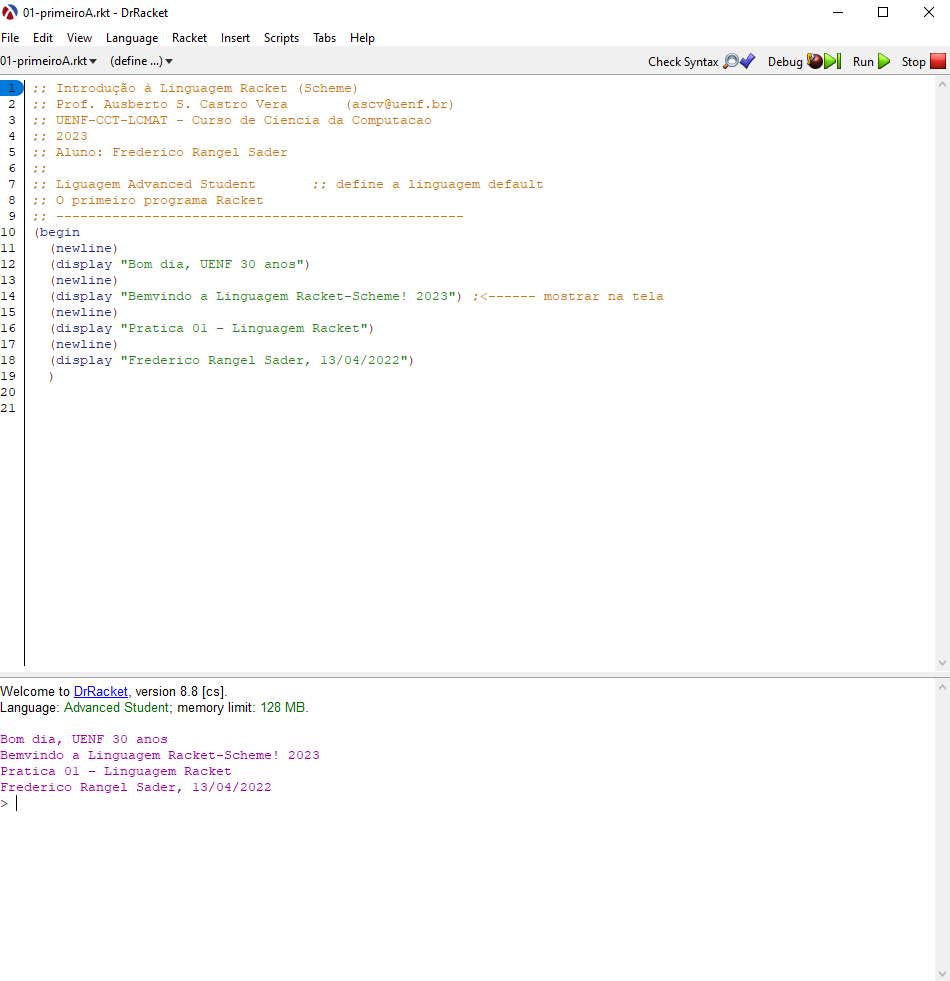 01-primeiroA.rkt - DrRacket
File Edit View Language Racket Insert Scripts Tabs Help
01-primeiroA.rkt (define ...) Check Syntax Debug Run Stop
1 ;; Introdução à Linguagem Racket (Scheme)
2 ;; Prof. Ausberto S. Castro Vera (ascv@uenf.br)
3 ;; UENF-CCT-LCMAT - Curso de Ciencia da Computacao
4 ;; 2023
5 ;; Aluno: Frederico Rangel Sader
6 ;;
7 ;; Liguagem Advanced Student ;; define a linguagem default
8 ;; O primeiro programa Racket
9 ;; ---------------------------------------------------
10 (begin
11 (newline)
12 (display "Bom dia, UENF 30 anos")
13 (newline)
14 (display "Bemvindo a Linguagem Racket-Scheme! 2023") ;<------ mostrar na tela
15 (newline)
16 (display "Pratica 01 - Linguagem Racket")
17 (newline)
18 (display "Frederico Rangel Sader, 13/04/2022")
19 )
20
21
Welcome to DrRacket, version 8.8 [cs].
Language: Advanced Student; memory limit: 128 MB.
Bom dia, UENF 30 anos
Bemvindo a Linguagem Racket-Scheme! 2023
Pratica 01 - Linguagem Racket
Frederico Rangel Sader, 13/04/2022
>